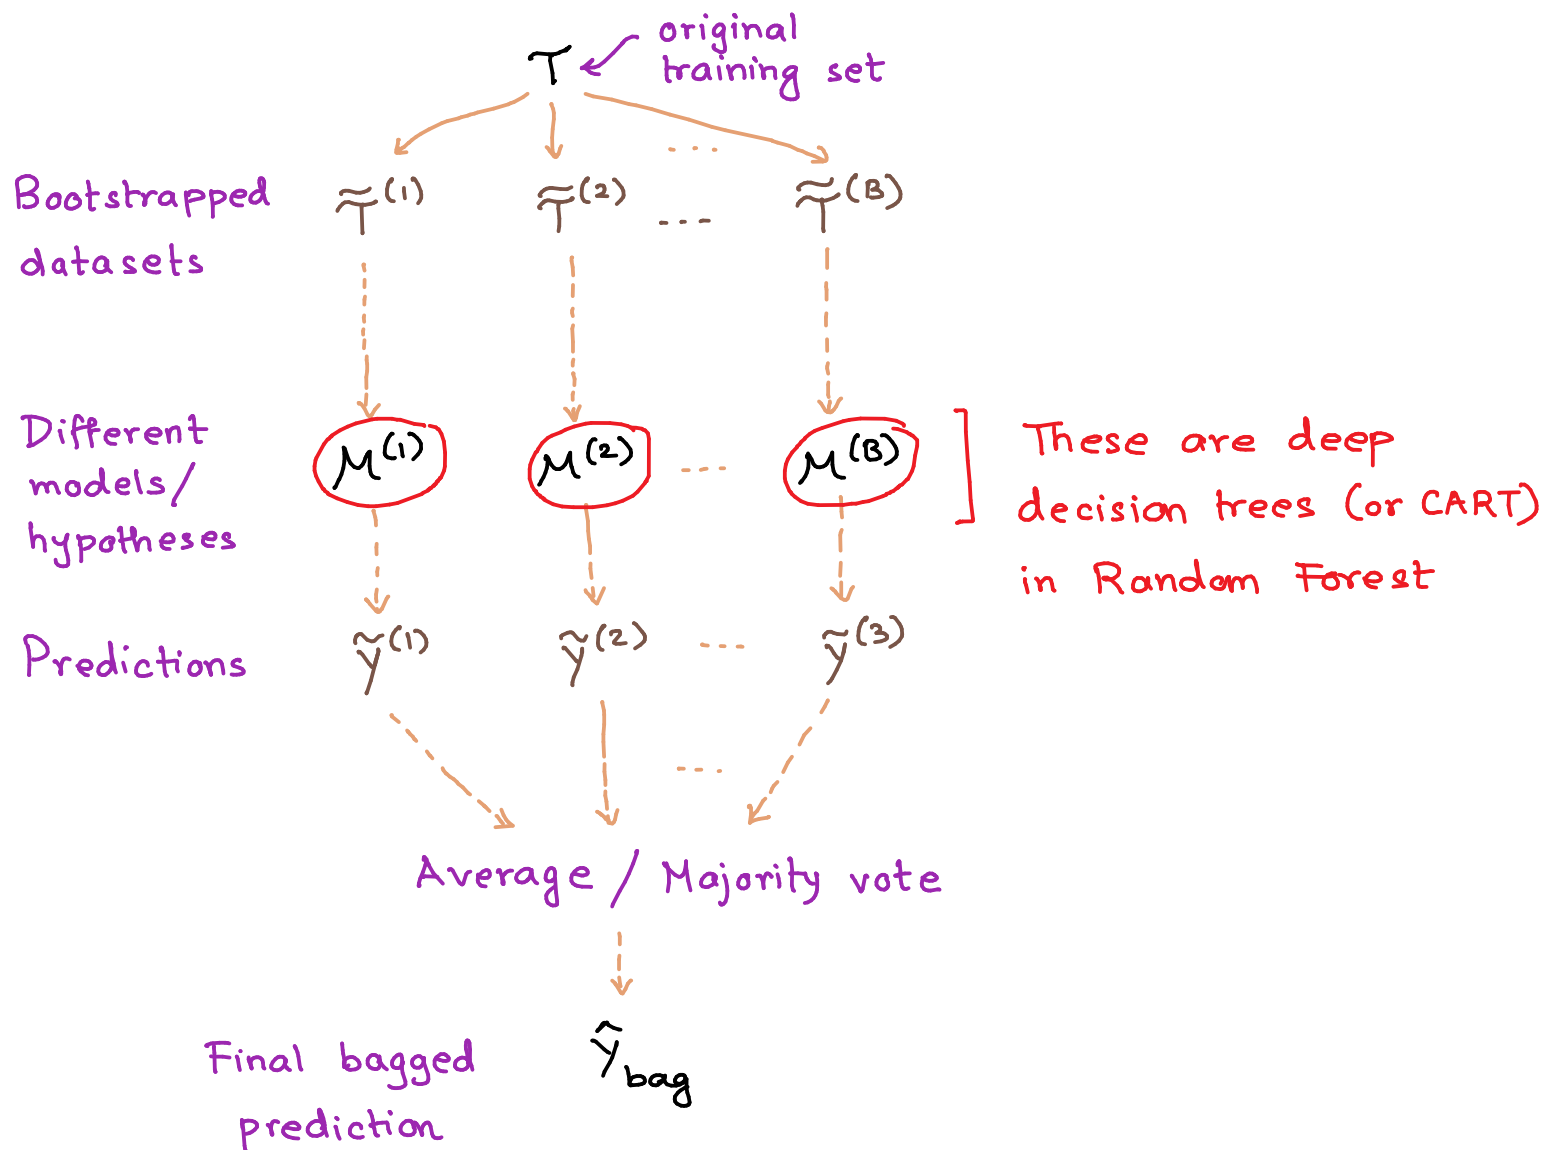 original
T
training set
Bootstrapped
datasets
T̃⁽¹⁾ T̃⁽²⁾ .... T̃⁽ᴮ⁾
Different
models/
hypotheses
M⁽¹⁾ M⁽²⁾ .... M⁽ᴮ⁾
These are deep
decision trees (or CART)
in Random Forest
Predictions
ỹ⁽¹⁾ ỹ⁽²⁾ .... ỹ⁽³⁾
Average / Majority vote
ŷbag
Final bagged
prediction